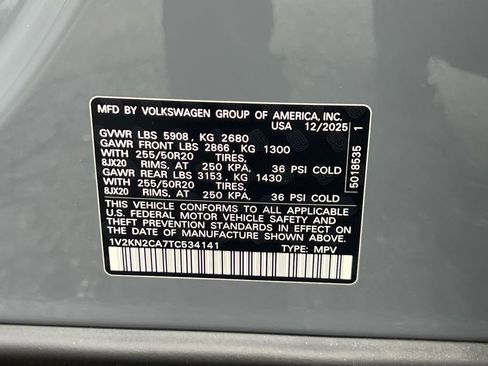 MFD BY VOLKSWAGEN GROUP OF AMERICA, INC.
USA 12/2025
GVWR LBS 5908, KG 2680
GAWR FRONT LBS 2866, KG 1300
WITH 255/50R20 TIRES,
8JX20 RIMS, AT 250 KPA, 36 PSI COLD
GAWR REAR LBS 3153, KG 1430
WITH 255/50R20 TIRES,
8JX20 RIMS, AT 250 KPA, 36 PSI COLD
THIS VEHICLE CONFORMS TO ALL APPLICABLE
U.S. FEDERAL MOTOR VEHICLE SAFETY, BUMPER,
AND THEFT PREVENTION STANDARDS IN EFFECT ON
THE DATE OF MANUFACTURE SHOWN ABOVE.
1V2KN2CA7TC534141 TYPE: MPV
5018535 1